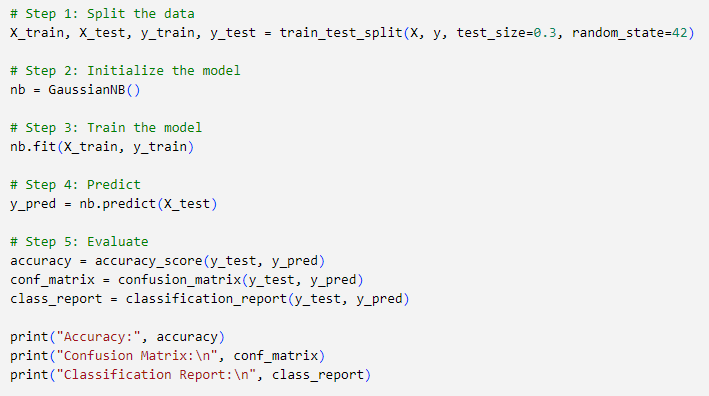 # Step 1: Split the data
X_train, X_test, y_train, y_test = train_test_split(X, y, test_size=0.3, random_state=42)
# Step 2: Initialize the model
nb = GaussianNB()
# Step 3: Train the model
nb.fit(X_train, y_train)
# Step 4: Predict
y_pred = nb.predict(X_test)
# Step 5: Evaluate
accuracy = accuracy_score(y_test, y_pred)
conf_matrix = confusion_matrix(y_test, y_pred)
class_report = classification_report(y_test, y_pred)
print("Accuracy:", accuracy)
print("Confusion Matrix:\n", conf_matrix)
print("Classification Report:\n", class_report)